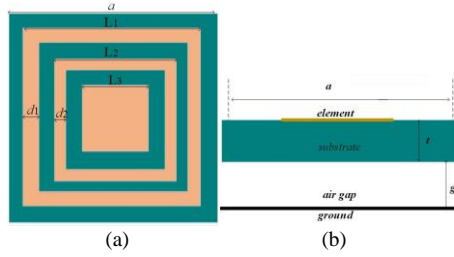 a
L1
L2
L3
d1
d2
a
element
substrate
t
air gap
g
ground
(a)
(b)